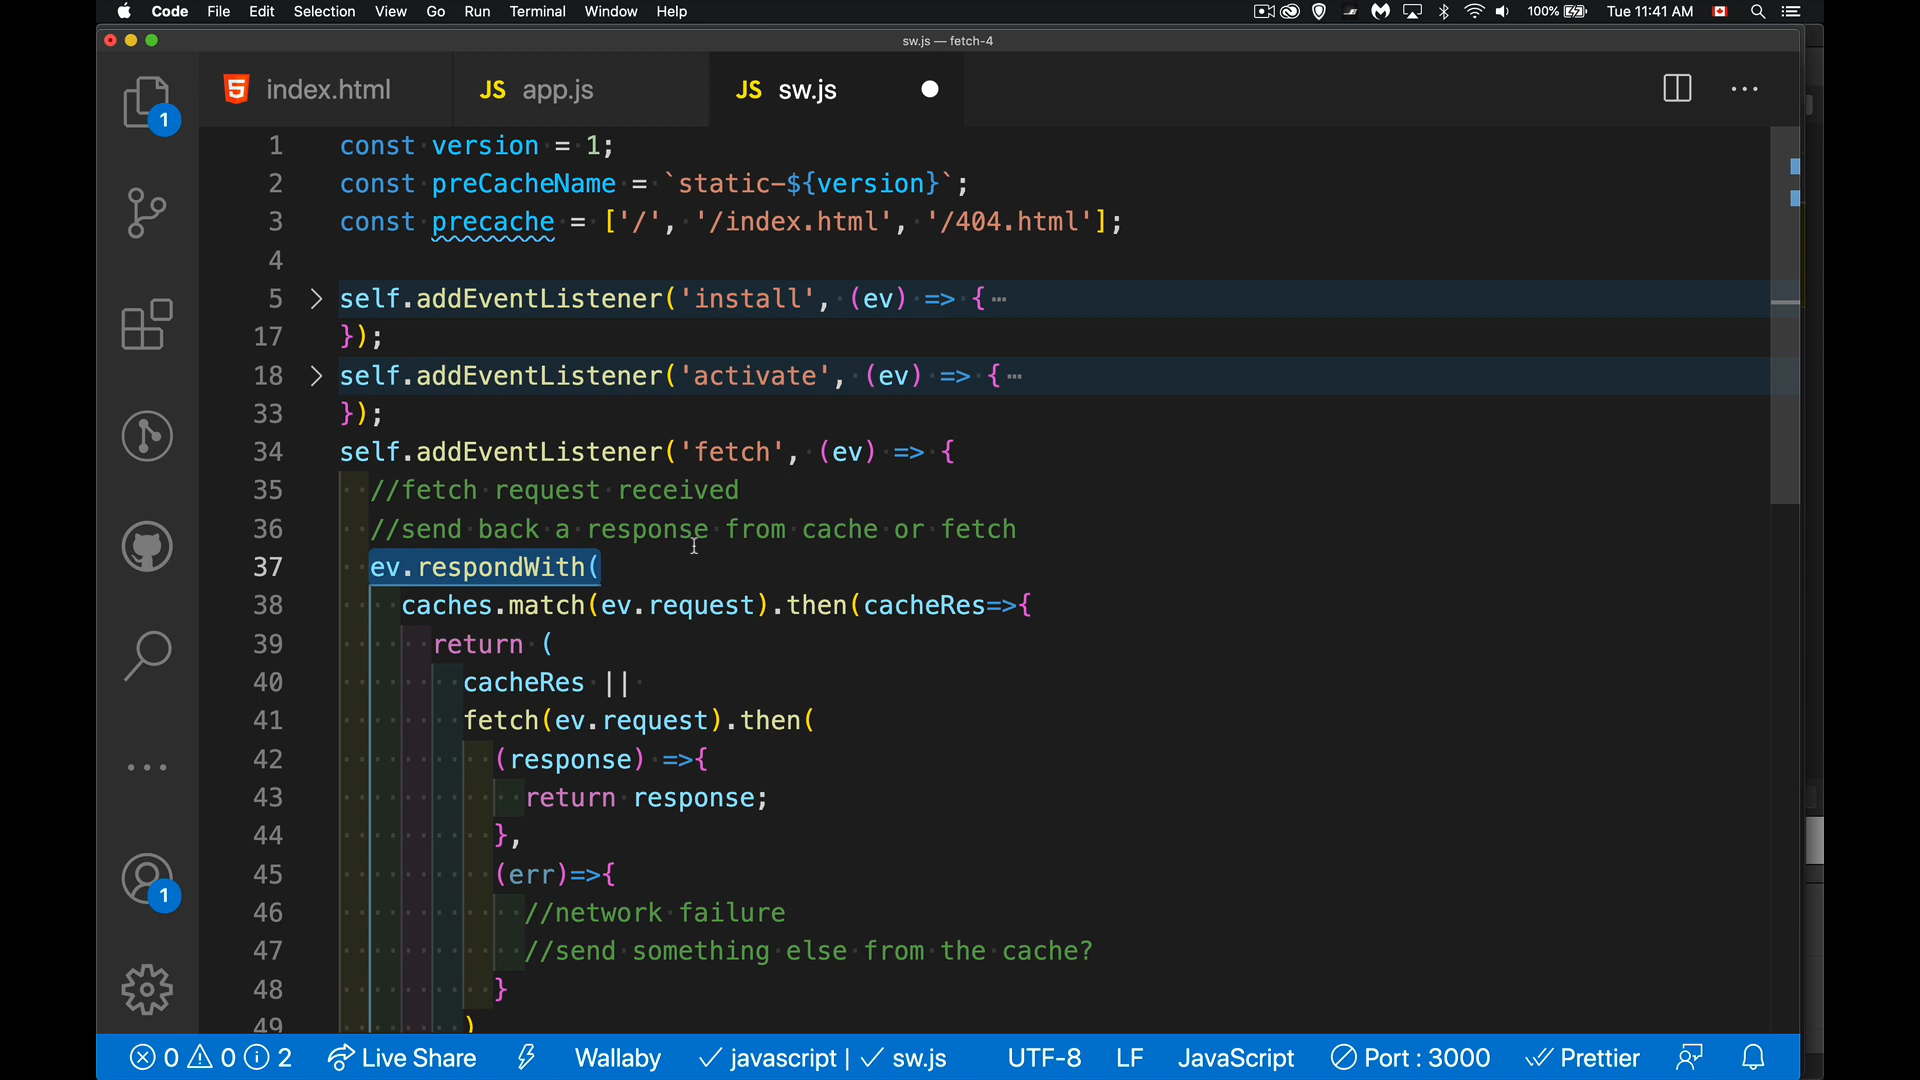 Code File Edit Selection View Go Run Terminal Window Help 100% Tue 11:41 AM
sw.js — fetch-4
index.html JS app.js JS sw.js
1 const version = 1;
2 const preCacheName = `static-${version}`;
3 const precache = ['/', '/index.html', '/404.html'];
4
5 self.addEventListener('install', (ev) => {
17 });
18 self.addEventListener('activate', (ev) => {
33 });
34 self.addEventListener('fetch', (ev) => {
35 //fetch request received
36 //send back a response from cache or fetch
37 ev.respondWith(
38 caches.match(ev.request).then(cacheRes=>{
39 return (
40 cacheRes ||
41 fetch(ev.request).then(
42 (response) =>{
43 return response;
44 },
45 (err)=>{
46 //network failure
47 //send something else from the cache?
48 }
49 )
1
1
0 0 2 Live Share Wallaby javascript | sw.js UTF-8 LF JavaScript Port : 3000 Prettier